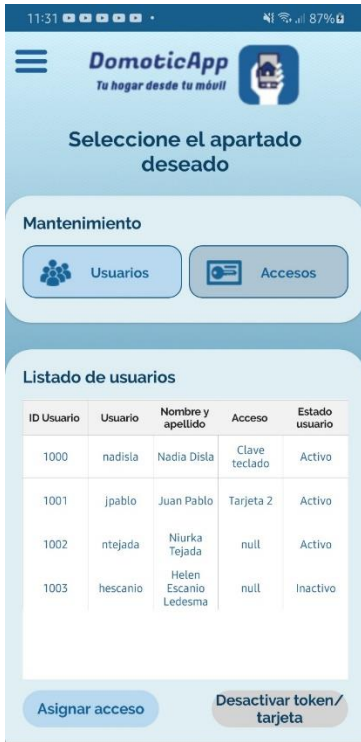 11:31 87%
DomoticApp
Tu hogar desde tu móvil
Seleccione el apartado
deseado
Mantenimiento
Usuarios Accesos
Listado de usuarios
ID Usuario Usuario Nombre y apellido Acceso Estado usuario
1000 nadisla Nadia Disla Clave teclado Activo
1001 jpablo Juan Pablo Tarjeta 2 Activo
1002 ntejada Niurka Tejada null Activo
1003 hescanio Helen Escanio Ledesma null Inactivo
Asignar acceso Desactivar token/
tarjeta